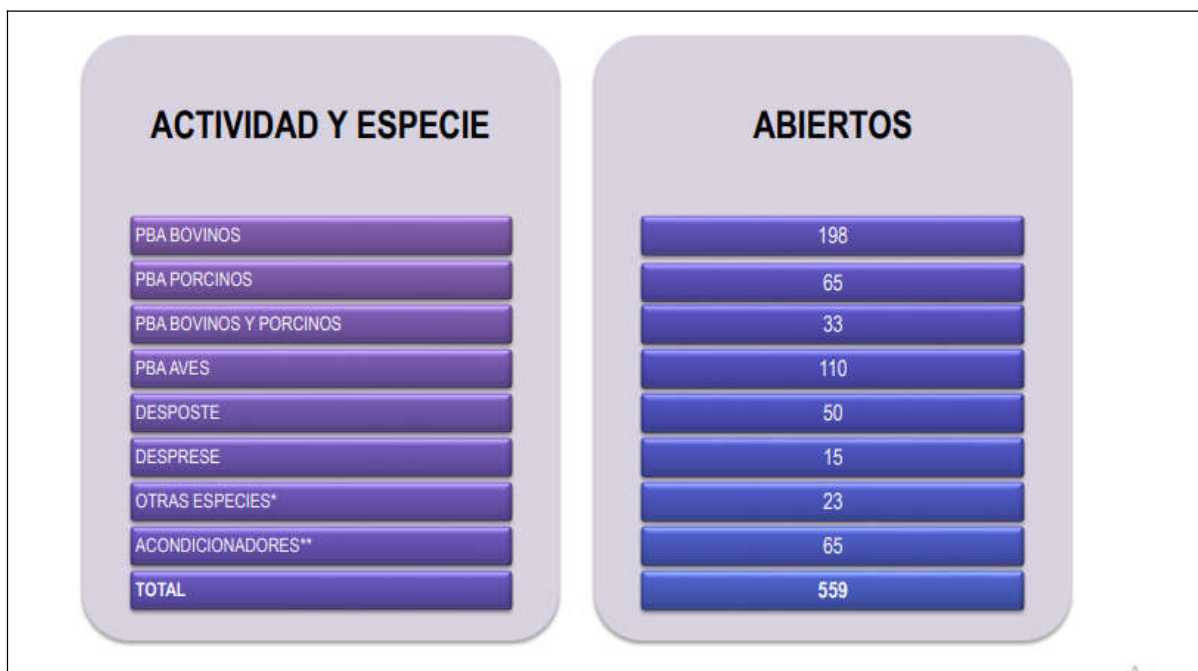 ACTIVIDAD Y ESPECIE
PBA BOVINOS
PBA PORCINOS
PBA BOVINOS Y PORCINOS
PBA AVES
DESPOSTE
DESPRESE
OTRAS ESPECIES*
ACONDICIONADORES**
TOTAL
ABIERTOS
198
65
33
110
50
15
23
65
559